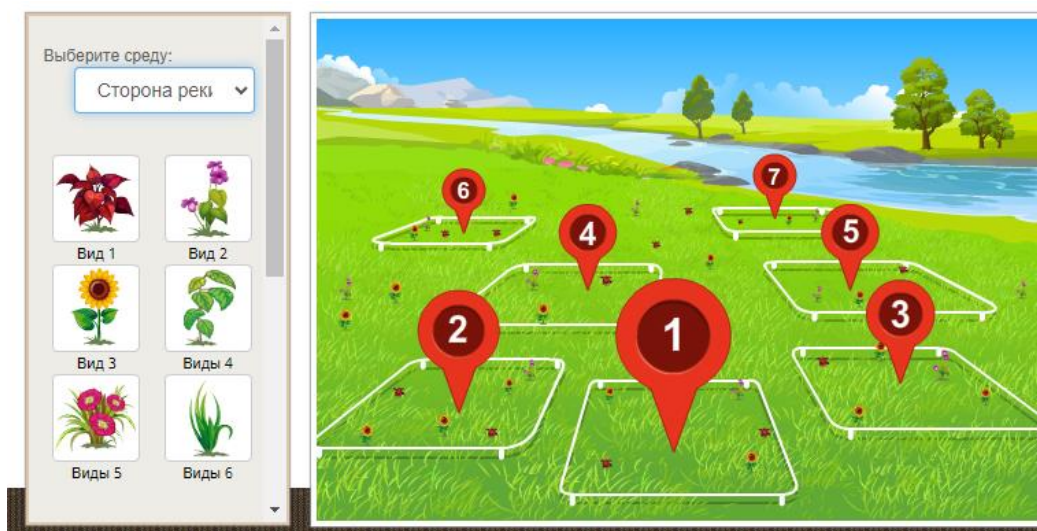 Выберите среду:
Сторона реки
Вид 1 Вид 2
Вид 3 Виды 4
Виды 5 Виды 6
6 7
4 5
2 1 3